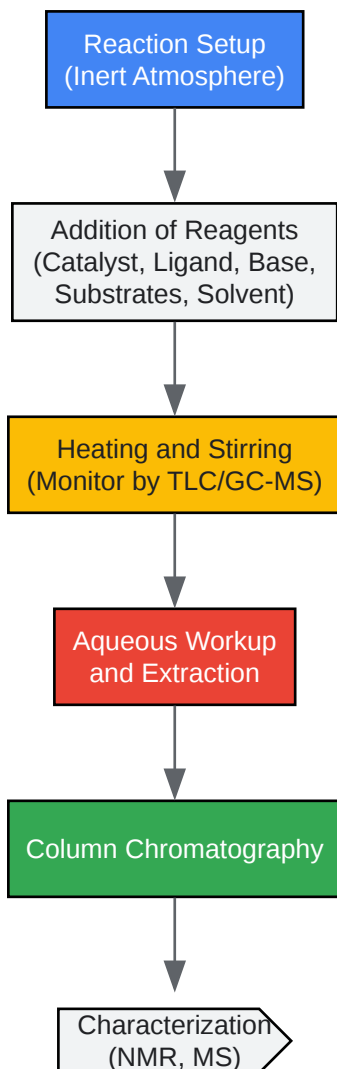 Reaction Setup
(Inert Atmosphere)
Addition of Reagents
(Catalyst, Ligand, Base,
Substrates, Solvent)
Heating and Stirring
(Monitor by TLC/GC-MS)
Aqueous Workup
and Extraction
Column Chromatography
Characterization
(NMR, MS)